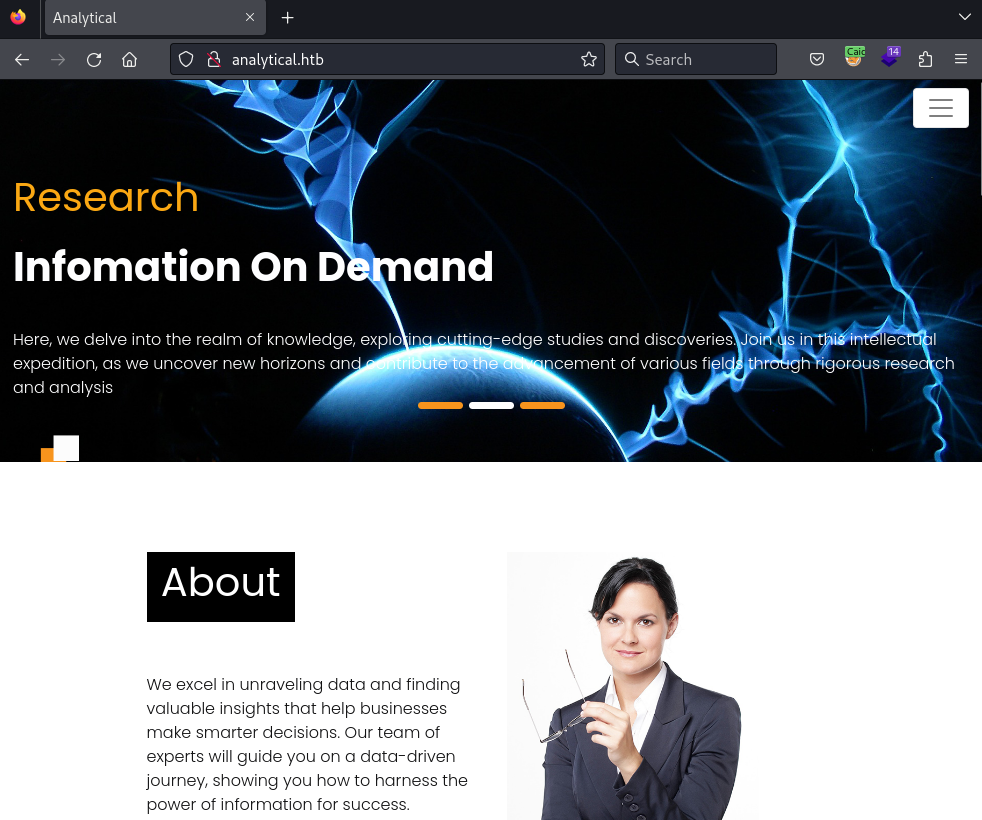 Analytical
analytical.htb
Search
Caic
14
Research
Infomation On Demand
Here, we delve into the realm of knowledge, exploring cutting-edge studies and discoveries. Join us in this intellectual
expedition, as we uncover new horizons and contribute to the advancement of various fields through rigorous research
and analysis
About
We excel in unraveling data and finding
valuable insights that help businesses
make smarter decisions. Our team of
experts will guide you on a data-driven
journey, showing you how to harness the
power of information for success.